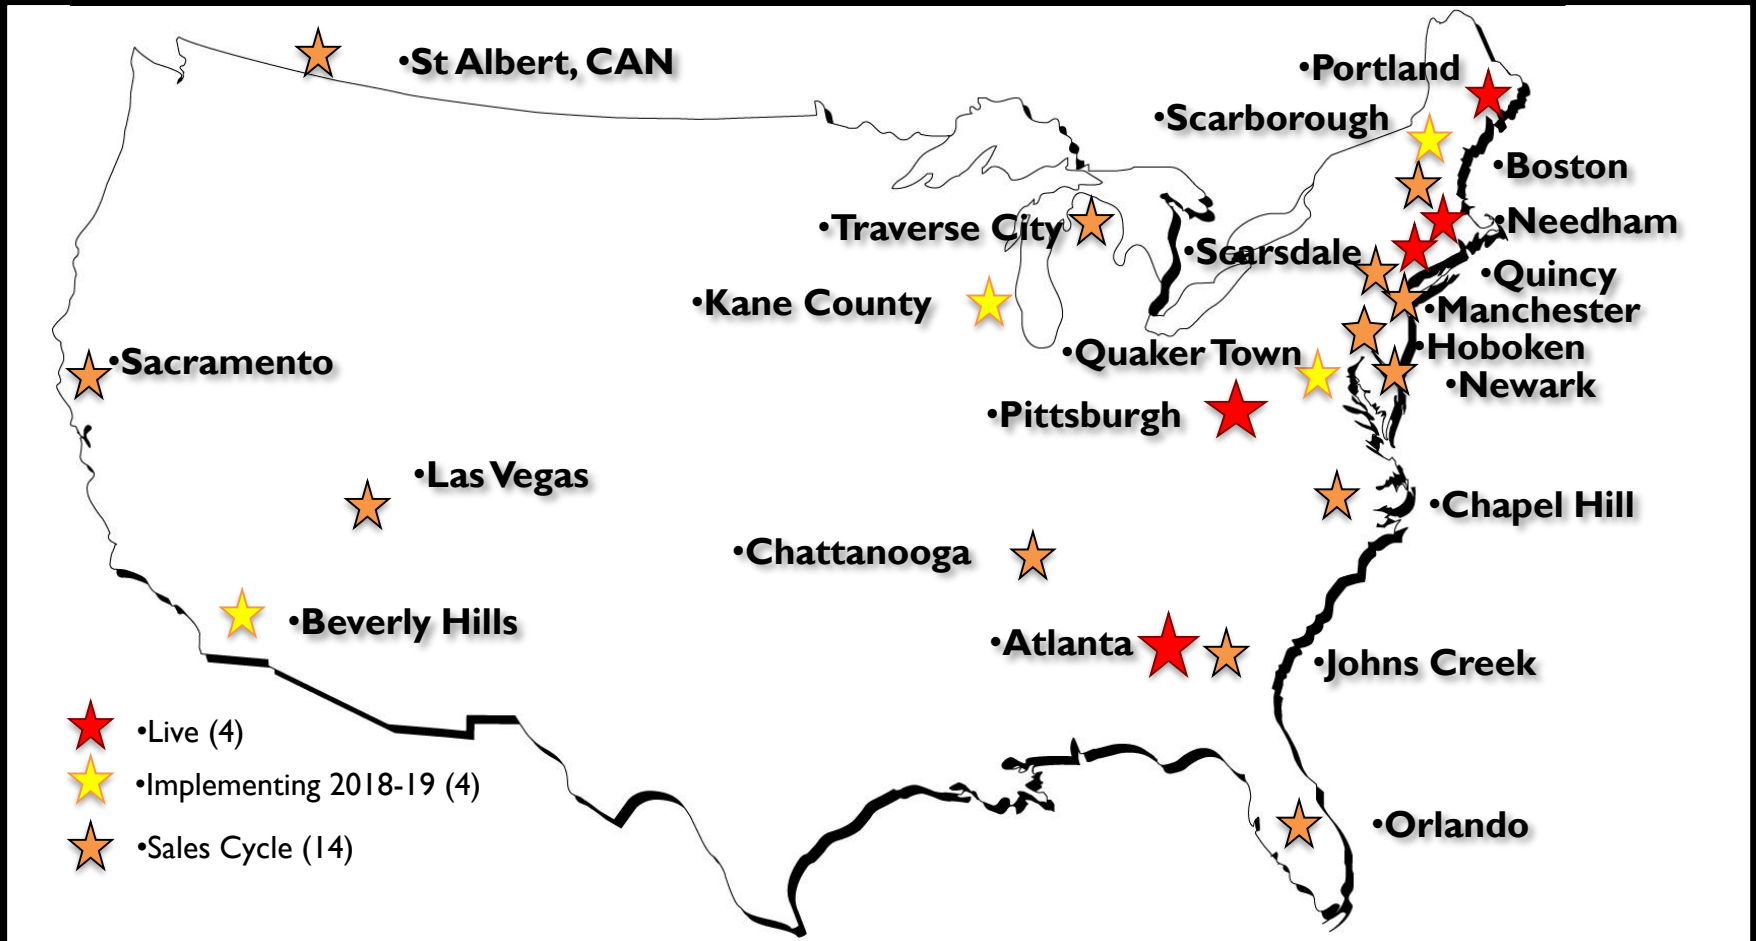 •St Albert, CAN
•Portland
•Scarborough
•Boston
•Traverse City
•Needham
•Scarsdale
•Quincy
•Kane County
•Manchester
•Quaker Town
•Hoboken
•Sacramento
•Newark
•Pittsburgh
•Las Vegas
•Chapel Hill
•Chattanooga
•Beverly Hills
•Atlanta
•Johns Creek
•Live (4)
•Implementing 2018-19 (4)
•Orlando
•Sales Cycle (14)